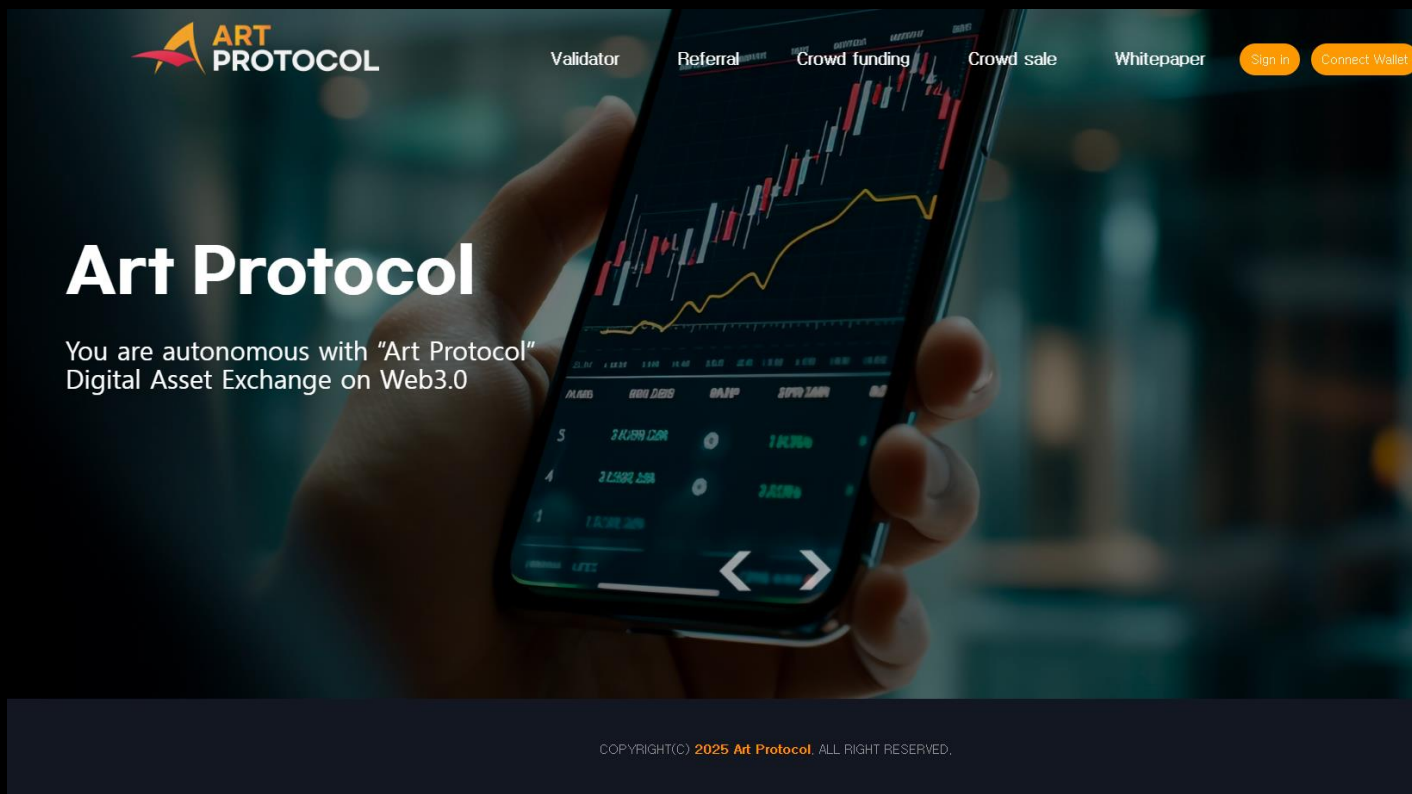 ART
PROTOCOL
Validator
Referral
Crowd funding
Crowd sale
Whitepaper
Sign in
Connect Wallet
Art Protocol
You are autonomous with “Art Protocol”
Digital Asset Exchange on Web3.0
COPYRIGHT(C) 2025 Art Protocol. ALL RIGHT RESERVED.